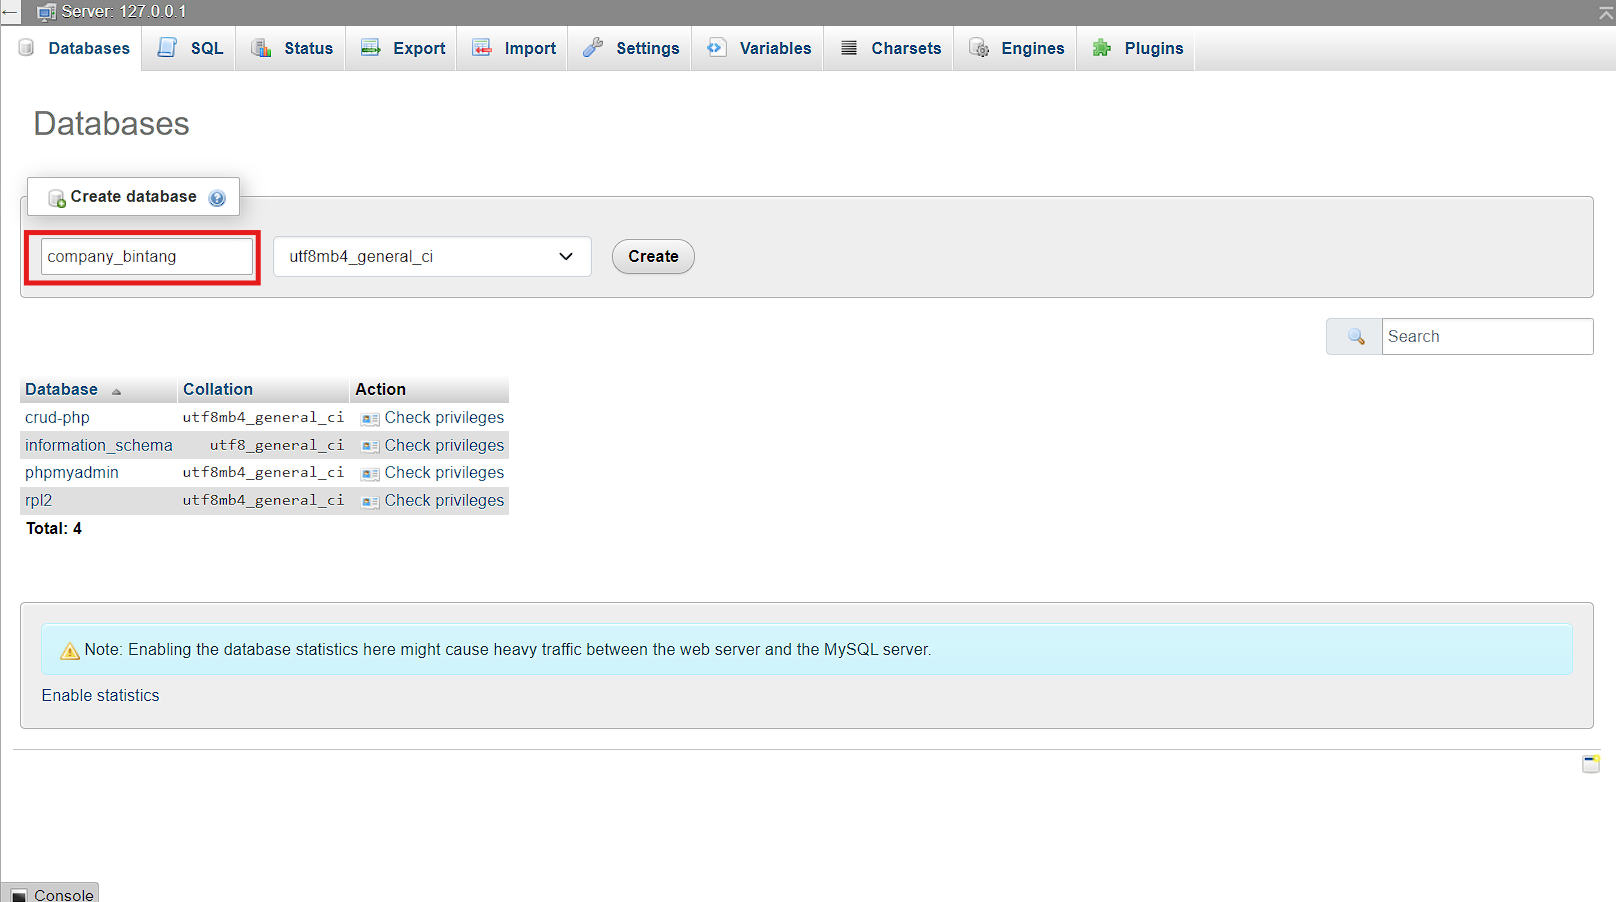 Server: 127.0.0.1
Databases SQL Status Export Import Settings Variables Charsets Engines Plugins
Databases
Create database
company_bintang utf8mb4_general_ci Create
Search
Database Collation Action
crud-php utf8mb4_general_ci Check privileges
information_schema utf8_general_ci Check privileges
phpmyadmin utf8mb4_general_ci Check privileges
rpl2 utf8mb4_general_ci Check privileges
Total: 4
Note: Enabling the database statistics here might cause heavy traffic between the web server and the MySQL server.
Enable statistics
Console